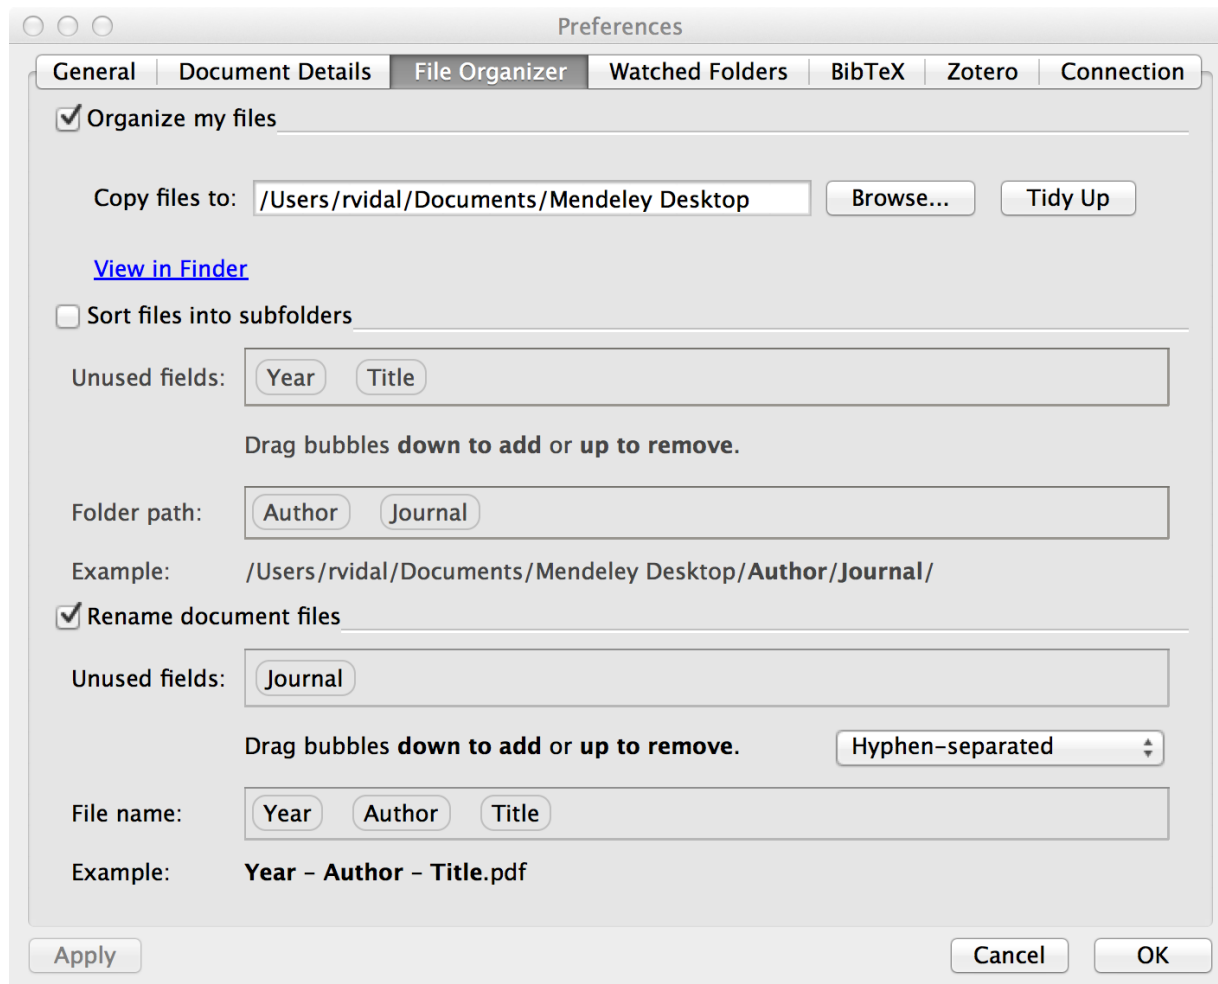 Preferences
General Document Details File Organizer Watched Folders BibTeX Zotero Connection
Organize my files
Copy files to: /Users/rvidal/Documents/Mendeley Desktop Browse... Tidy Up
View in Finder
Sort files into subfolders
Unused fields: Year Title
Drag bubbles down to add or up to remove.
Folder path: Author Journal
Example: /Users/rvidal/Documents/Mendeley Desktop/Author/Journal/
Rename document files
Unused fields: Journal
Drag bubbles down to add or up to remove. Hyphen-separated
File name: Year Author Title
Example: Year - Author - Title.pdf
Apply Cancel OK